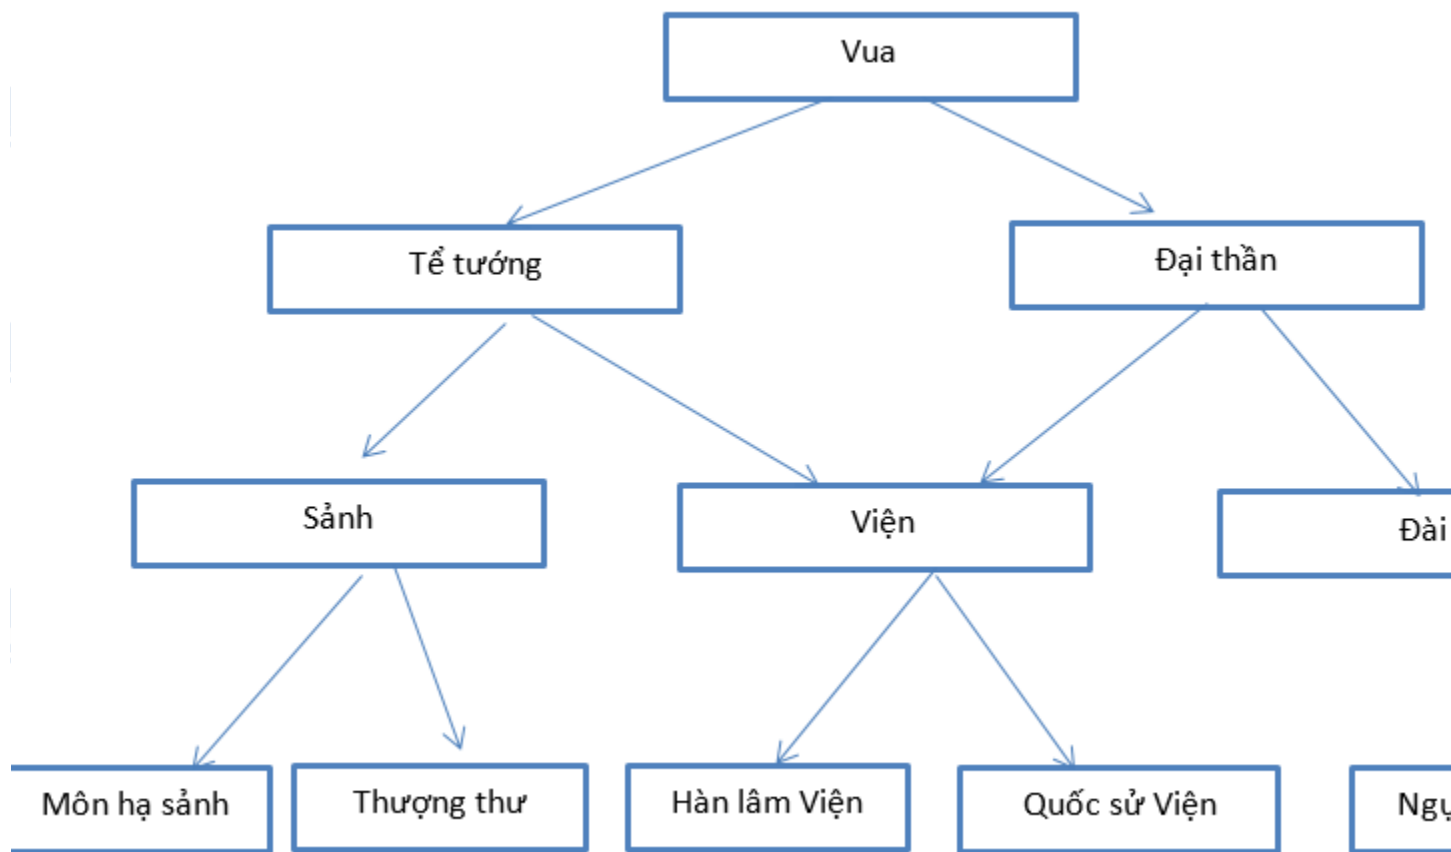 Vua
Tể tướng
Đại thần
Sảnh
Viện
Đài
Môn hạ sảnh
Thượng thư
Hàn lâm Viện
Quốc sử Viện
Ngự